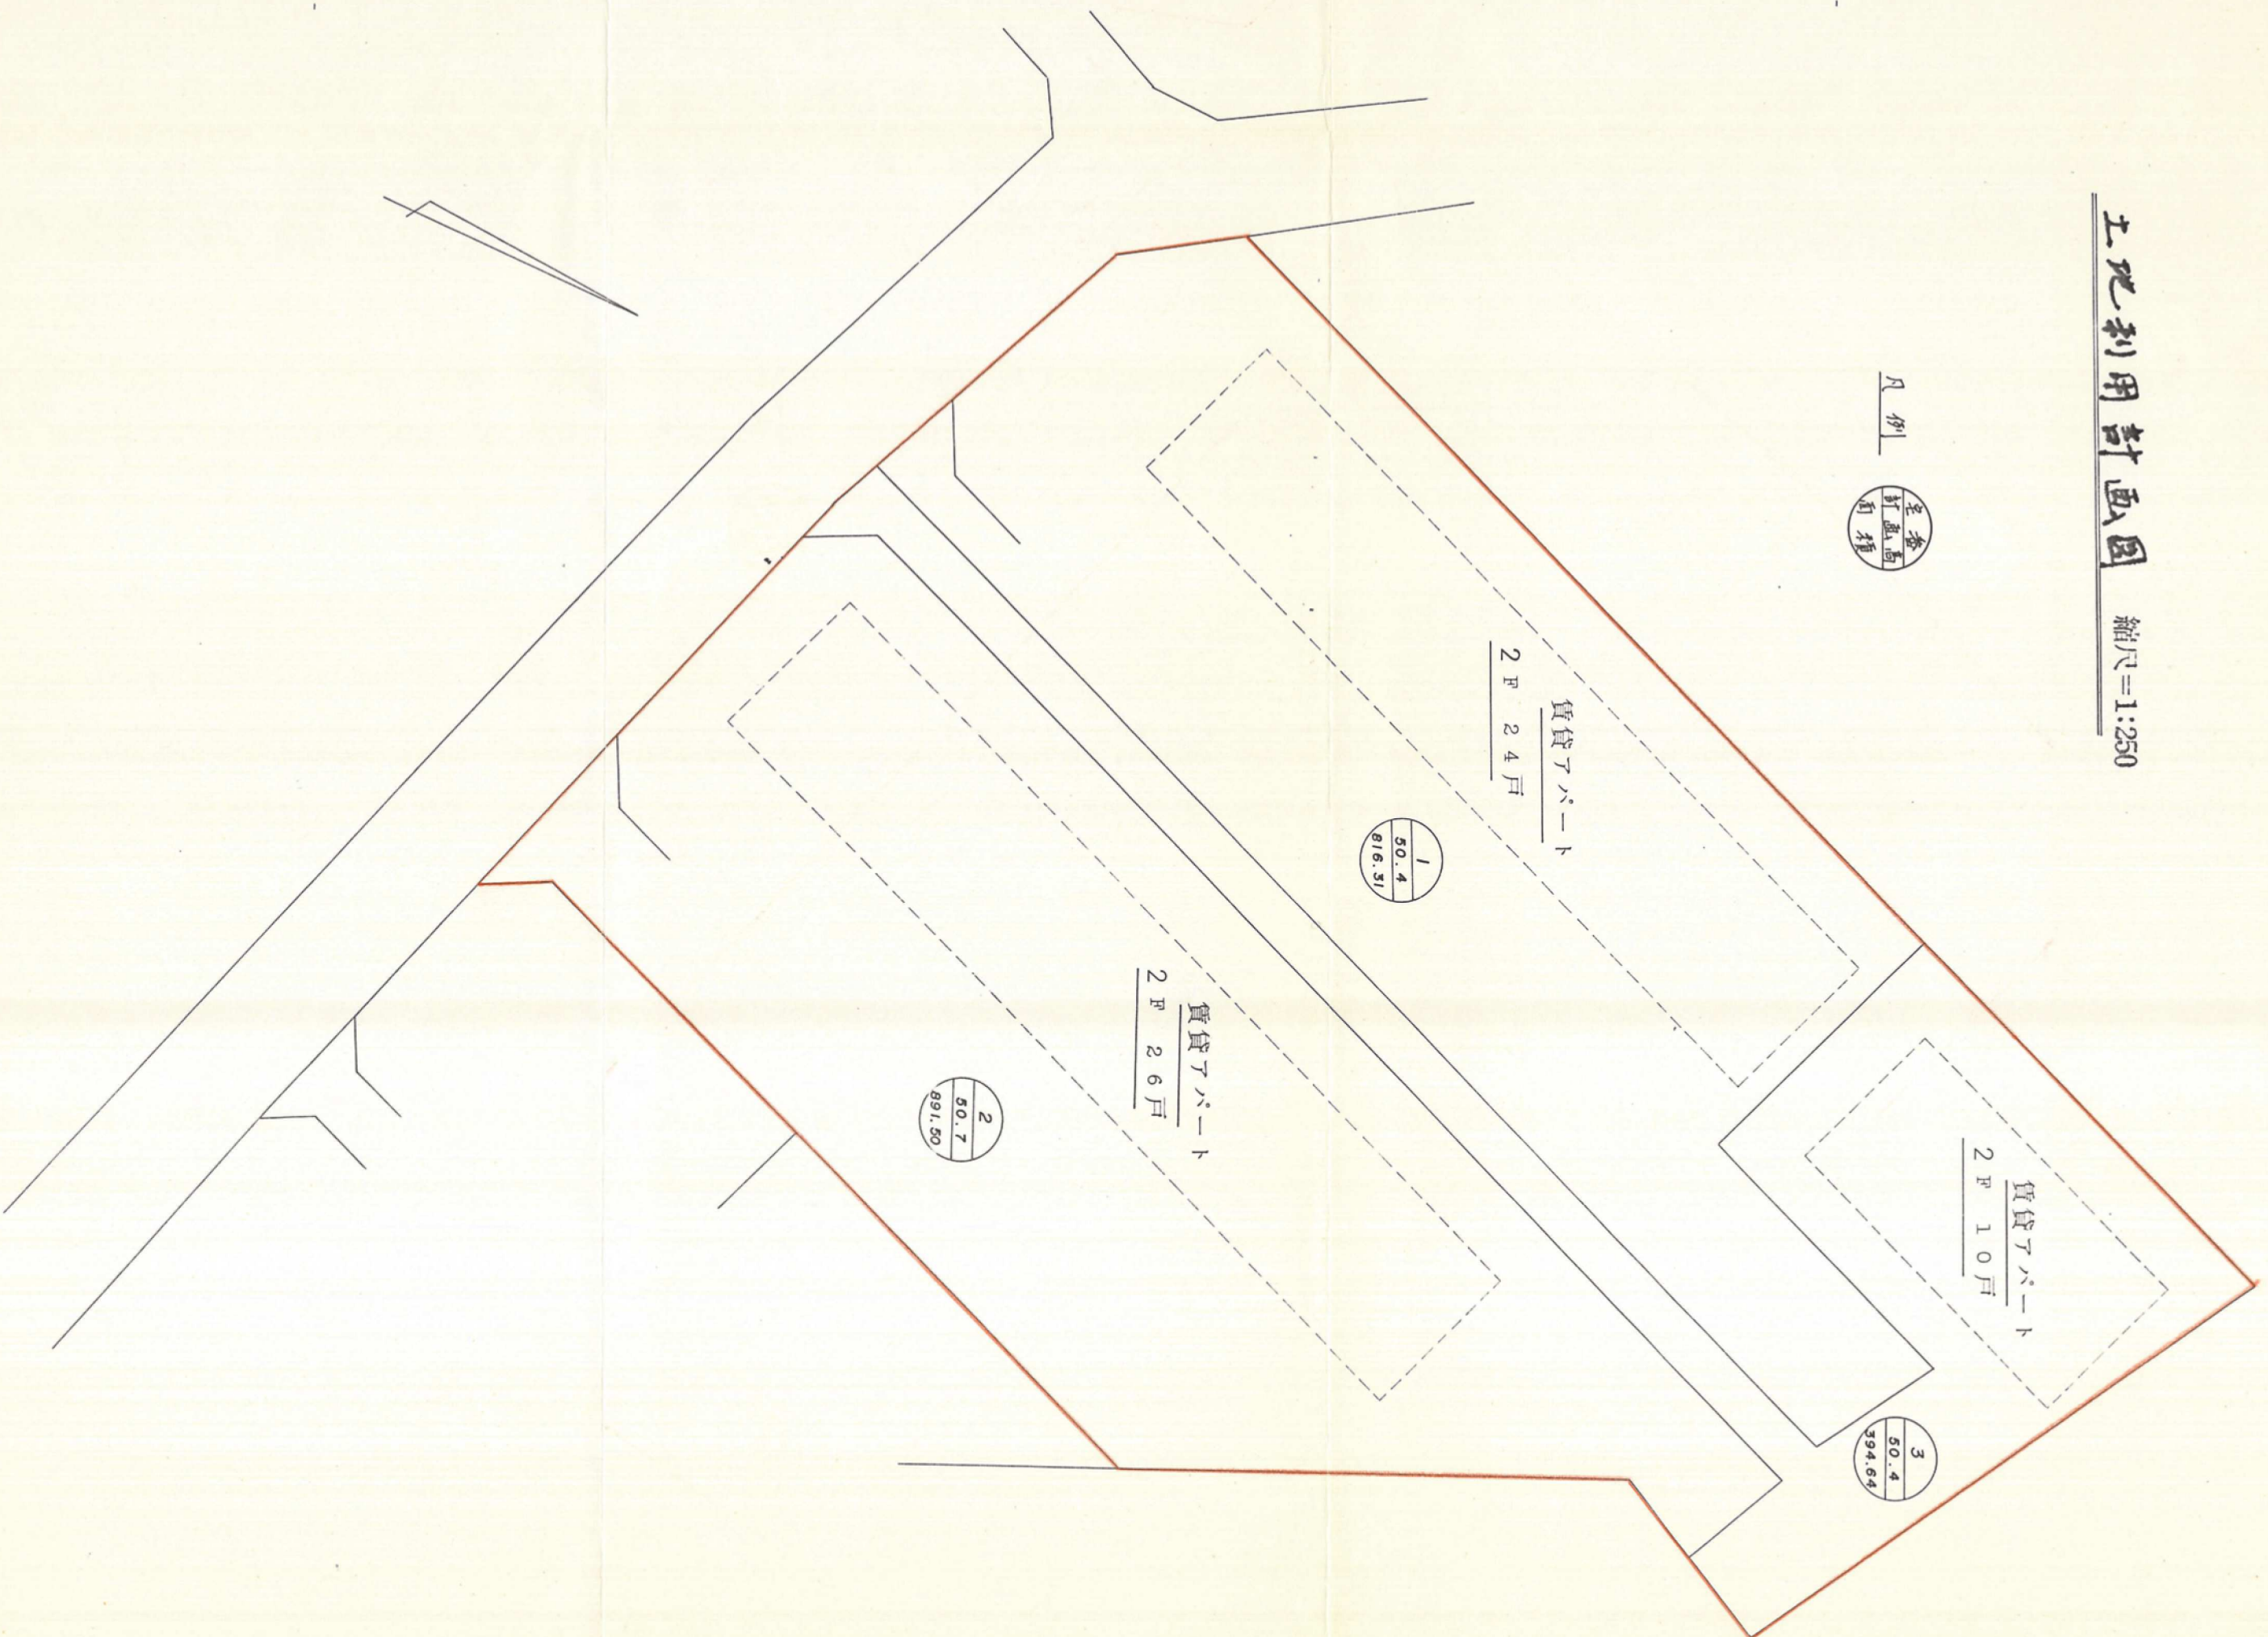 土地利用計画図 縮尺=1:250
凡例
宅番
計画高
面積
賃貸アパート
2F 10戸
3
50.4
394.64
賃貸アパート
2F 24戸
1
50.4
816.31
賃貸アパート
2F 26戸
2
50.7
891.50